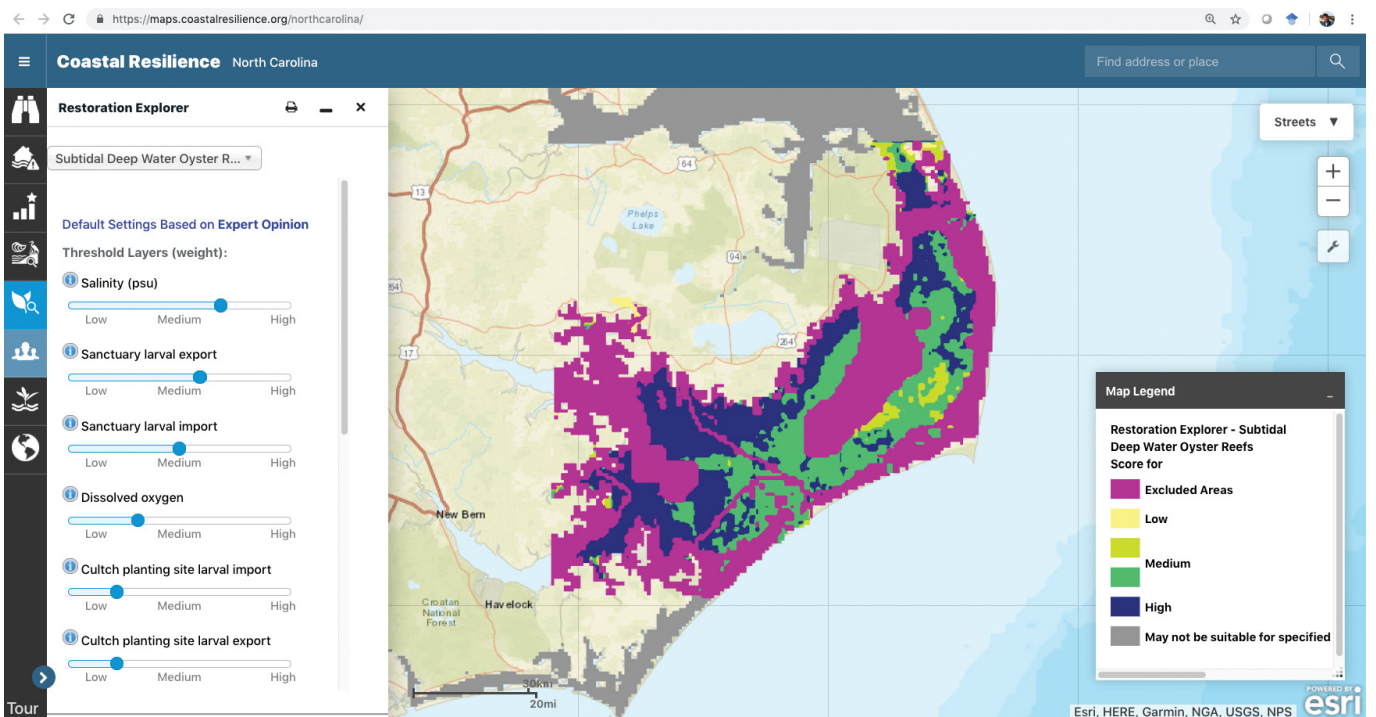 https://maps.coastalresilience.org/northcarolina/
Coastal Resilience North Carolina
Find address or place
Restoration Explorer
Subtidal Deep Water Oyster R...
Default Settings Based on Expert Opinion
Threshold Layers (weight):
Salinity (psu)
Low Medium High
Sanctuary larval export
Low Medium High
Sanctuary larval import
Low Medium High
Dissolved oxygen
Low Medium High
Cultch planting site larval import
Low Medium High
Cultch planting site larval export
Low Medium High
Tour
Streets
64
13
Phelps
Lake
94
264
17
New Bern
Croatan
National
Forest
Havelock
30km
20mi
Map Legend
Restoration Explorer - Subtidal
Deep Water Oyster Reefs
Score for
Excluded Areas
Low
Medium
High
May not be suitable for specified
POWERED BY
esri
Esri, HERE, Garmin, NGA, USGS, NPS